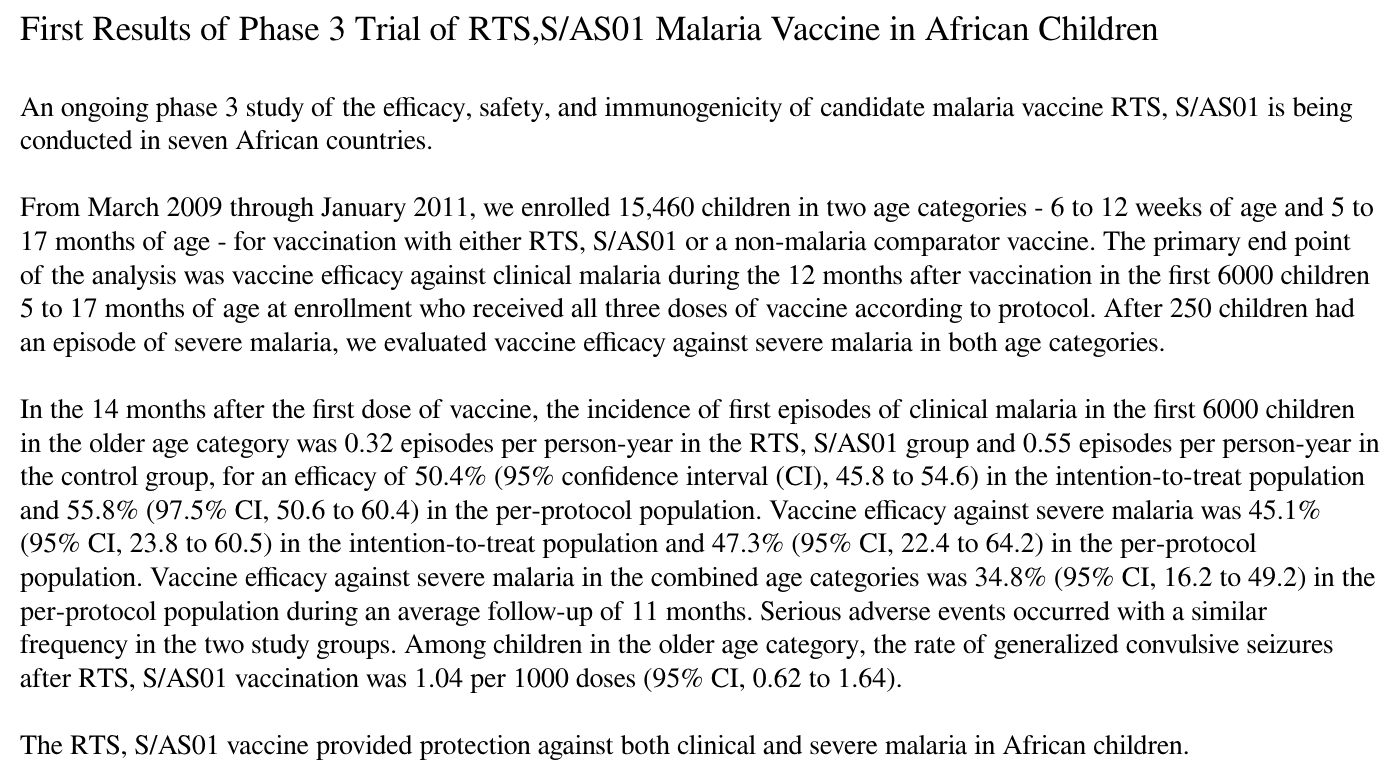 First Results of Phase 3 Trial of RTS,S/AS01 Malaria Vaccine in African Children
An ongoing phase 3 study of the efficacy, safety, and immunogenicity of candidate malaria vaccine RTS, S/AS01 is being
conducted in seven African countries.
From March 2009 through January 2011, we enrolled 15,460 children in two age categories - 6 to 12 weeks of age and 5 to
17 months of age - for vaccination with either RTS, S/AS01 or a non-malaria comparator vaccine. The primary end point
of the analysis was vaccine efficacy against clinical malaria during the 12 months after vaccination in the first 6000 children
5 to 17 months of age at enrollment who received all three doses of vaccine according to protocol. After 250 children had
an episode of severe malaria, we evaluated vaccine efficacy against severe malaria in both age categories.
In the 14 months after the first dose of vaccine, the incidence of first episodes of clinical malaria in the first 6000 children
in the older age category was 0.32 episodes per person-year in the RTS, S/AS01 group and 0.55 episodes per person-year in
the control group, for an efficacy of 50.4% (95% confidence interval (CI), 45.8 to 54.6) in the intention-to-treat population
and 55.8% (97.5% CI, 50.6 to 60.4) in the per-protocol population. Vaccine efficacy against severe malaria was 45.1%
(95% CI, 23.8 to 60.5) in the intention-to-treat population and 47.3% (95% CI, 22.4 to 64.2) in the per-protocol
population. Vaccine efficacy against severe malaria in the combined age categories was 34.8% (95% CI, 16.2 to 49.2) in the
per-protocol population during an average follow-up of 11 months. Serious adverse events occurred with a similar
frequency in the two study groups. Among children in the older age category, the rate of generalized convulsive seizures
after RTS, S/AS01 vaccination was 1.04 per 1000 doses (95% CI, 0.62 to 1.64).
The RTS, S/AS01 vaccine provided protection against both clinical and severe malaria in African children.